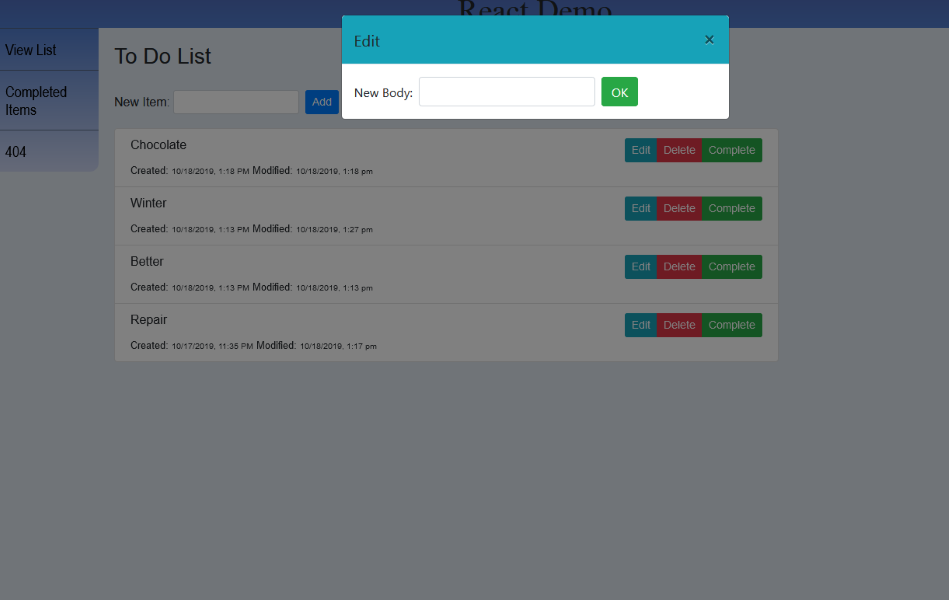 React Demo
Edit
×
New Body:
OK
View List
Completed
Items
404
To Do List
New Item:
Add
Chocolate
Edit Delete Complete
Created: 10/18/2019, 1:18 PM Modified: 10/18/2019, 1:18 pm
Winter
Edit Delete Complete
Created: 10/18/2019, 1:13 PM Modified: 10/18/2019, 1:27 pm
Better
Edit Delete Complete
Created: 10/18/2019, 1:13 PM Modified: 10/18/2019, 1:13 pm
Repair
Edit Delete Complete
Created: 10/17/2019, 11:35 PM Modified: 10/18/2019, 1:17 pm